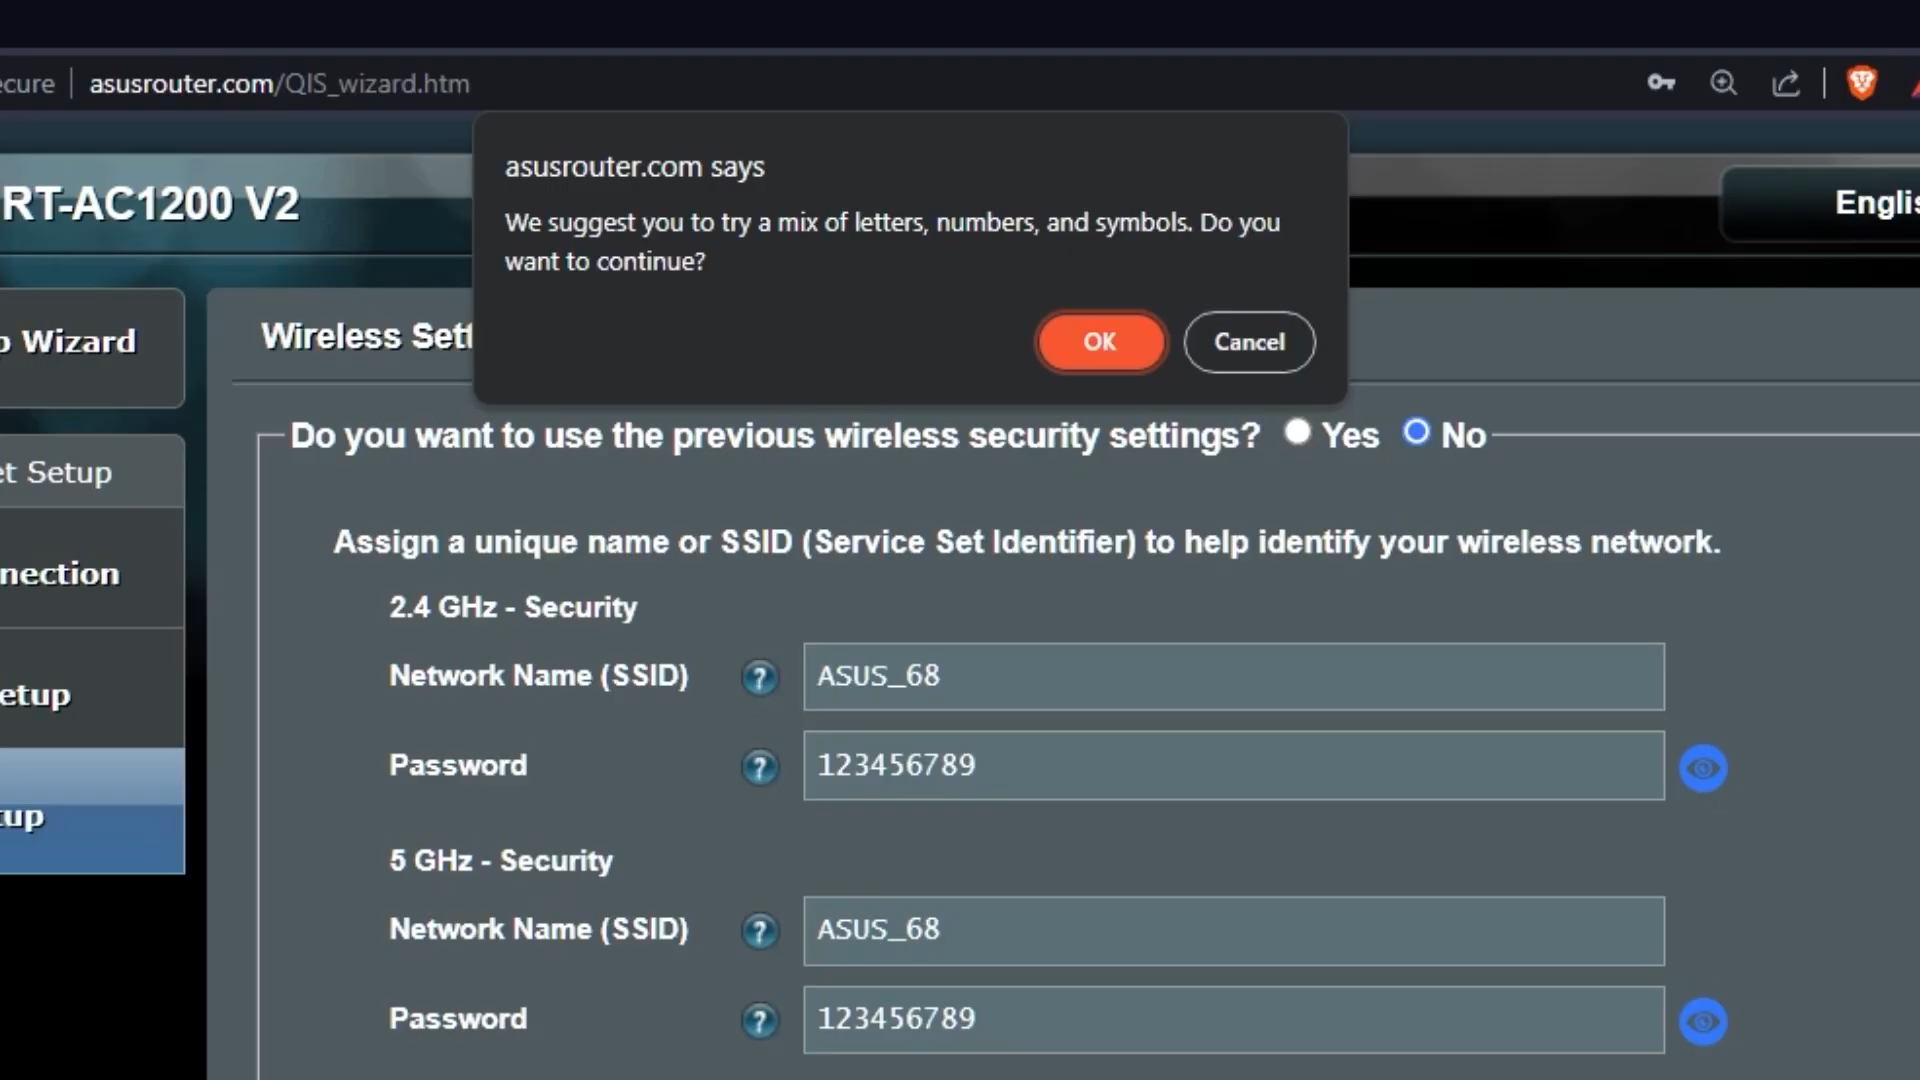 ecure | asusrouter.com/QIS_wizard.htm
asusrouter.com says
We suggest you to try a mix of letters, numbers, and symbols. Do you
want to continue?
OK Cancel
RT-AC1200 V2
Englis
p Wizard
et Setup
nnection
etup
tup
Wireless Sett
Do you want to use the previous wireless security settings? Yes No
Assign a unique name or SSID (Service Set Identifier) to help identify your wireless network.
2.4 GHz - Security
Network Name (SSID) ? ASUS_68
Password ? 123456789
5 GHz - Security
Network Name (SSID) ? ASUS_68
Password ? 123456789